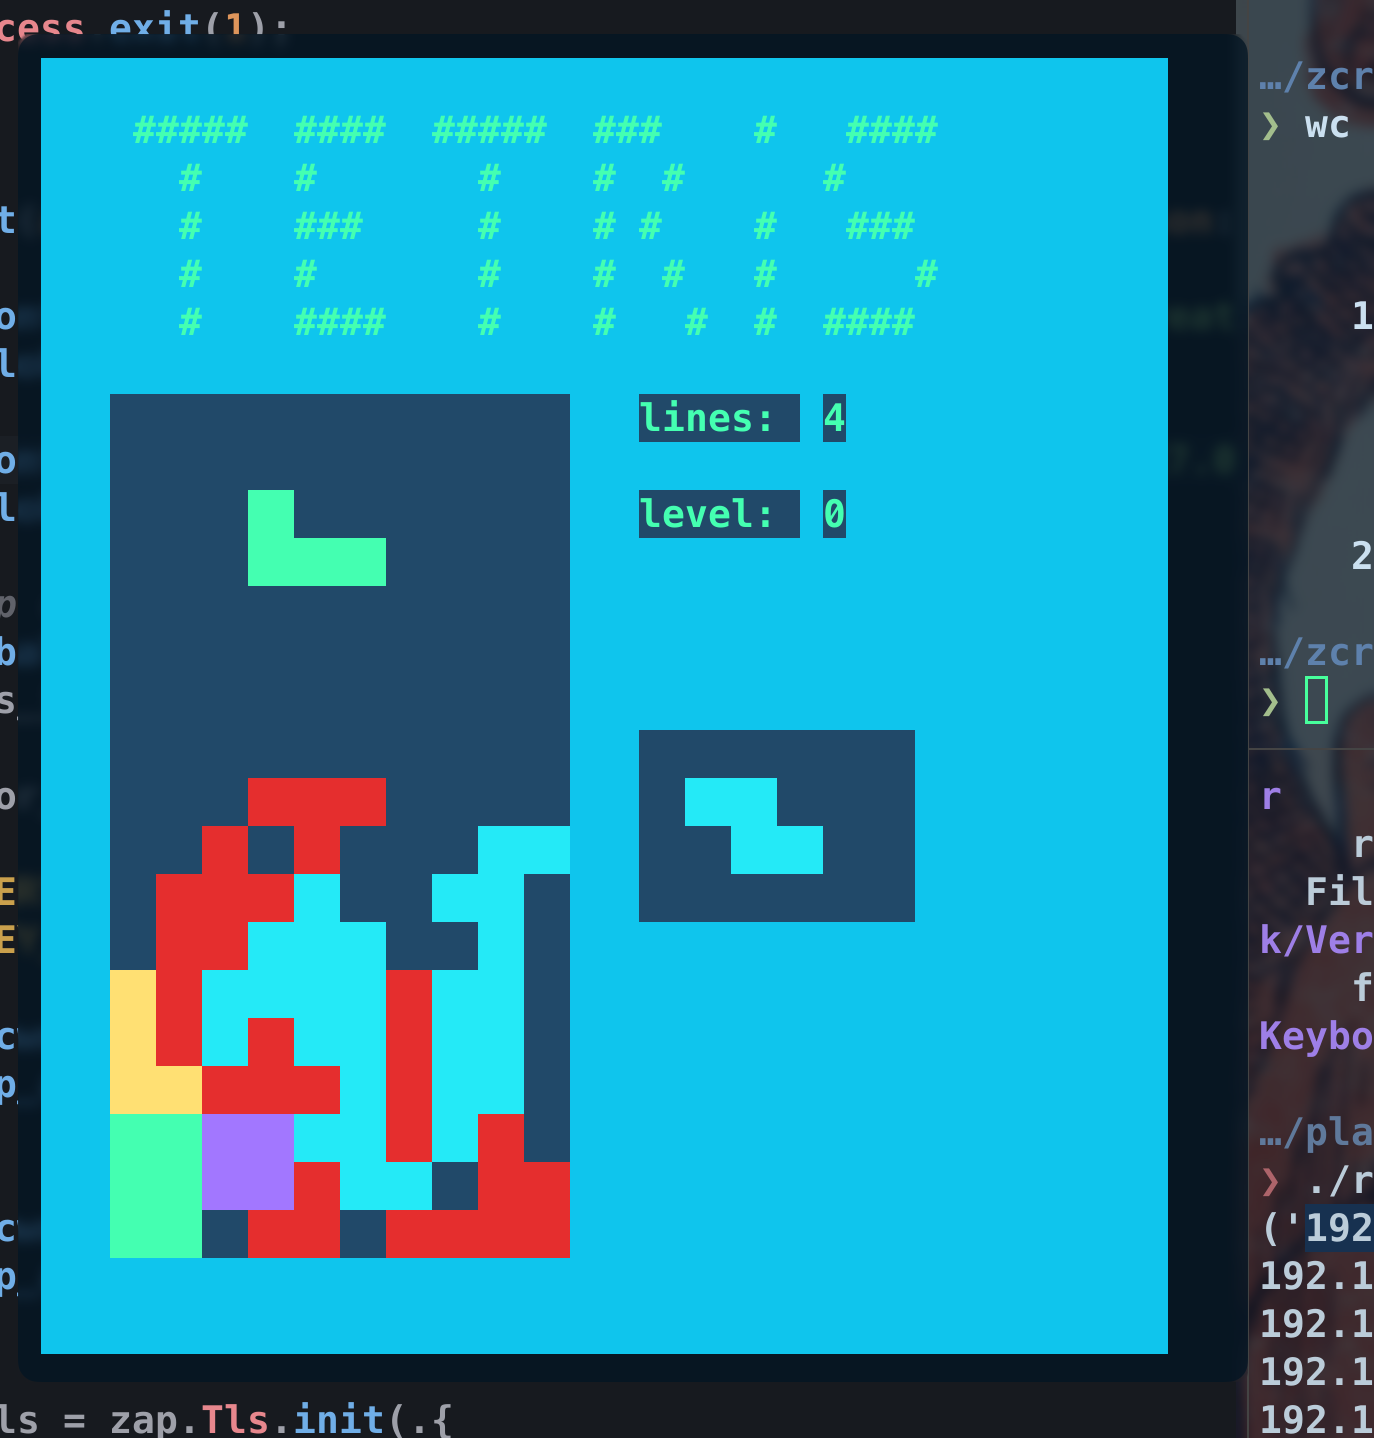 cess.exit(1);
##### #### ##### ### # ####
# # # # # #
# ### # # # # ###
# # # # # # #
# #### # # # # ####
lines: 4
level: 0
t
o
l
o
l
p
b
s
o
E
E
c
p
c
p
ls = zap.Tls.init(.{
…/zcr
❯ wc
1
2
…/zcr
❯
r
r
Fil
k/Ver
f
Keybo
…/pla
❯ ./r
('192
192.1
192.1
192.1
192.1